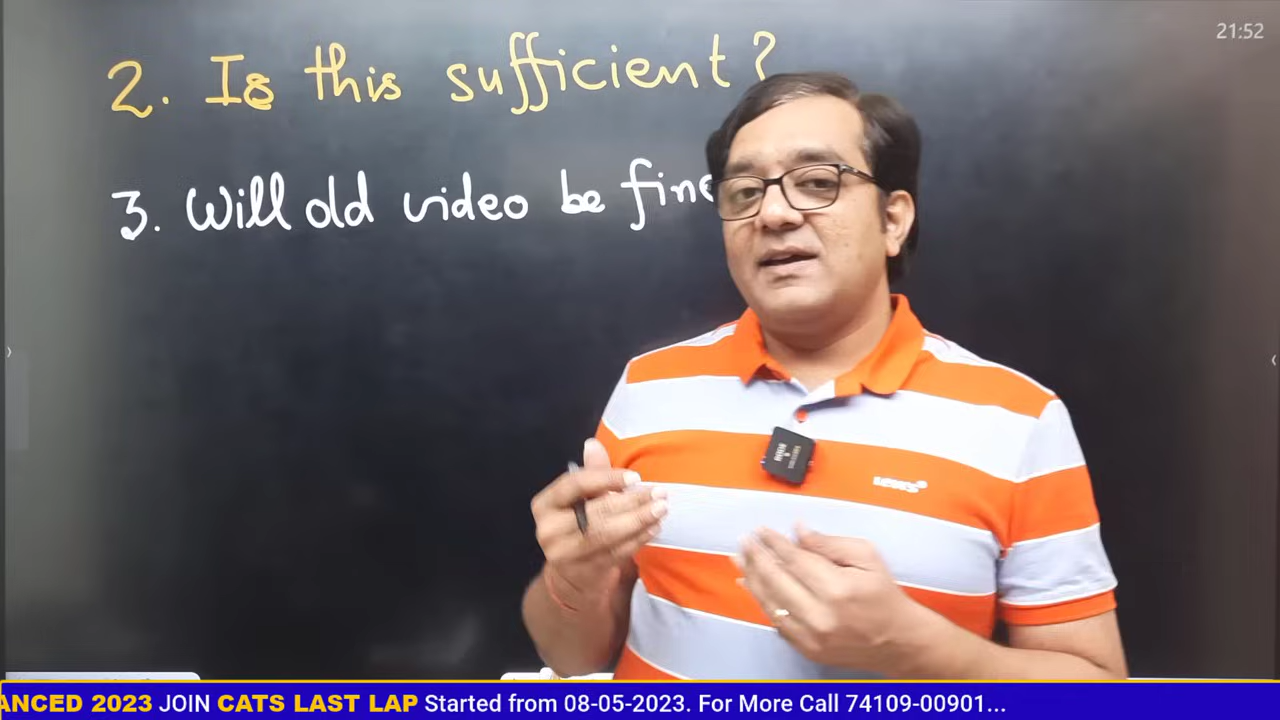 21:52
2. Is this sufficient?
3. Will old video be fine
ANCED 2023 JOIN CATS LAST LAP Started from 08-05-2023. For More Call 74109-00901...